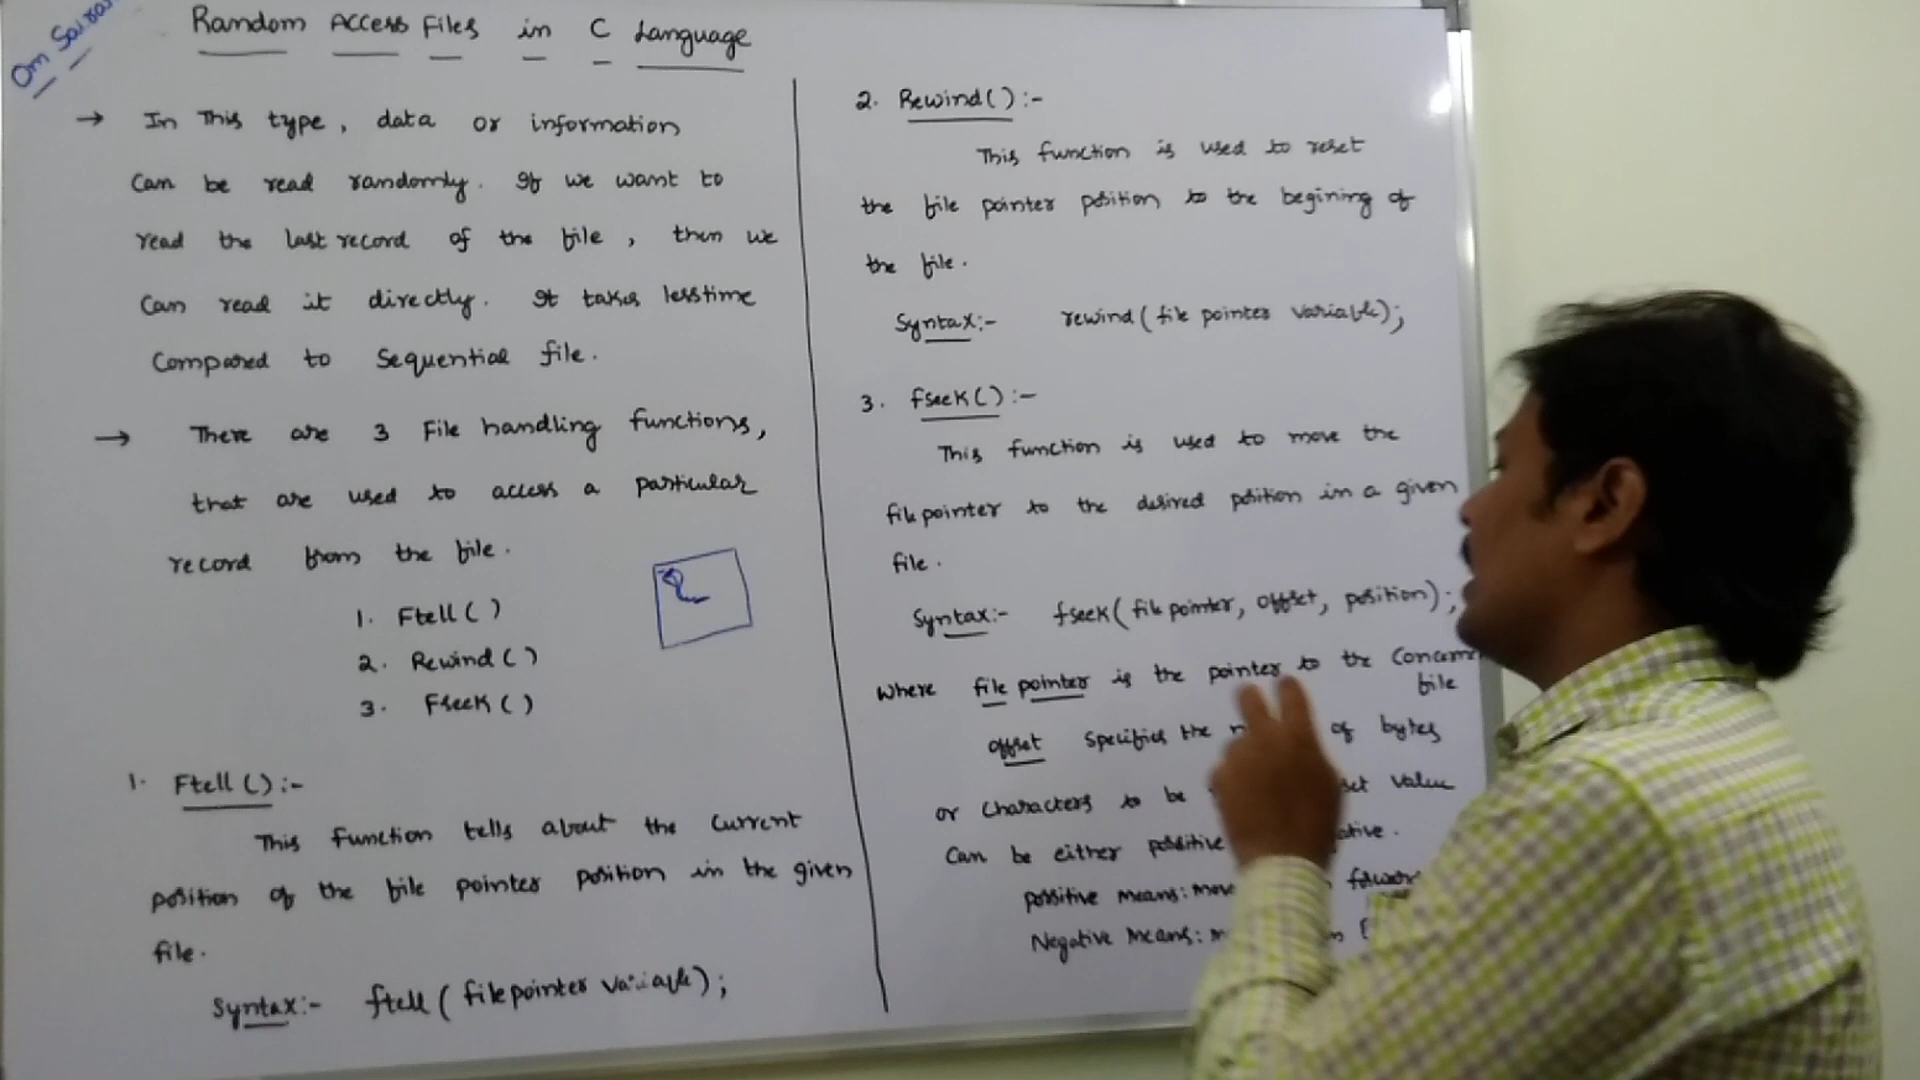 Om Sairam
Random Access Files in C Language
→ In This type, data or information
can be read randomly. If we want to
read the last record of the file, then we
can read it directly. It takes less time
Compared to Sequential file.
→ There are 3 File handling functions,
that are used to access a particular
record from the file.
1. Ftell ( )
2. Rewind ( )
3. Fseek ( )
1. Ftell ( ) :-
This function tells about the current
position of the file pointer position in the given
file.
Syntax:- ftell ( filepointer variable);
2. Rewind ( ) :-
This function is used to reset
the file pointer position to the begining of
the file.
Syntax:- rewind ( file pointer variable);
3. fseek ( ) :-
This function is used to move the
filepointer to the desired position in a given
file.
Syntax:- fseek ( file pointer, offset, position);
Where file pointer is the pointer to the
file
offset Specifies the of bytes
or characters to be value
Can be either positive
positive means: move
Negative means: